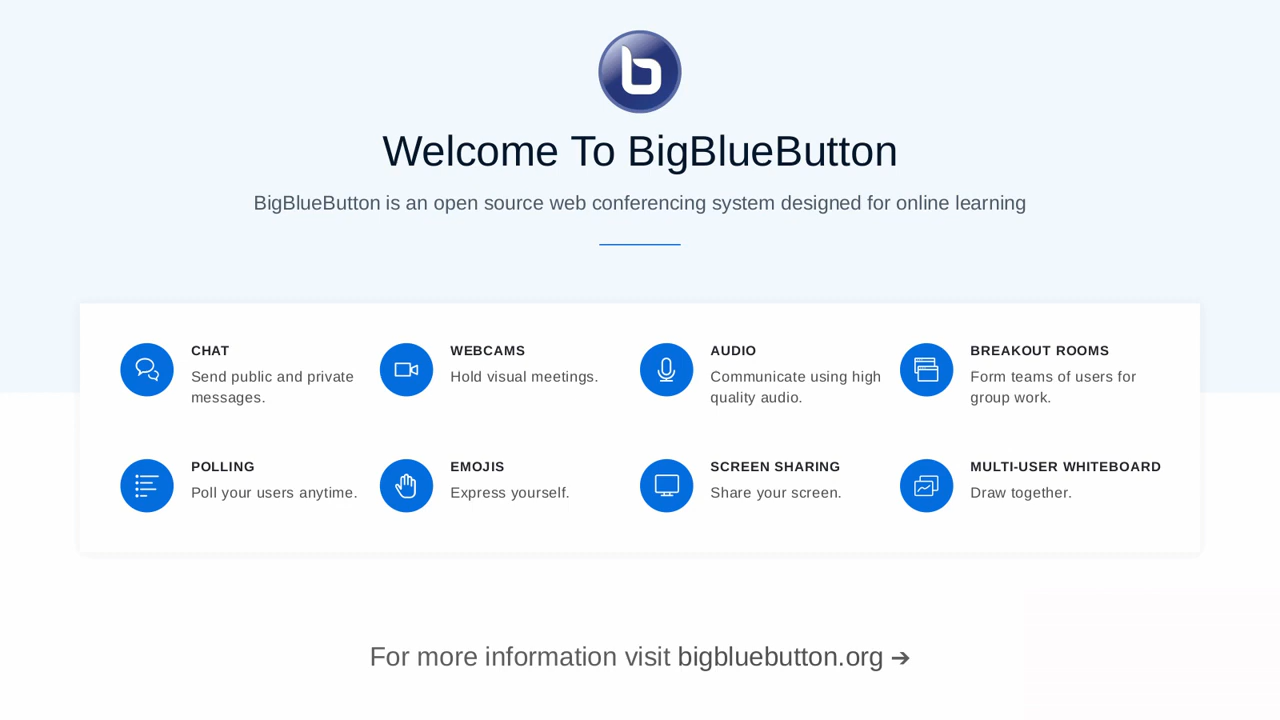 Welcome To BigBlueButton
BigBlueButton is an open source web conferencing system designed for online learning
CHAT
Send public and private
messages.
WEBCAMS
Hold visual meetings.
AUDIO
Communicate using high
quality audio.
BREAKOUT ROOMS
Form teams of users for
group work.
POLLING
Poll your users anytime.
EMOJIS
Express yourself.
SCREEN SHARING
Share your screen.
MULTI-USER WHITEBOARD
Draw together.
For more information visit bigbluebutton.org ➔